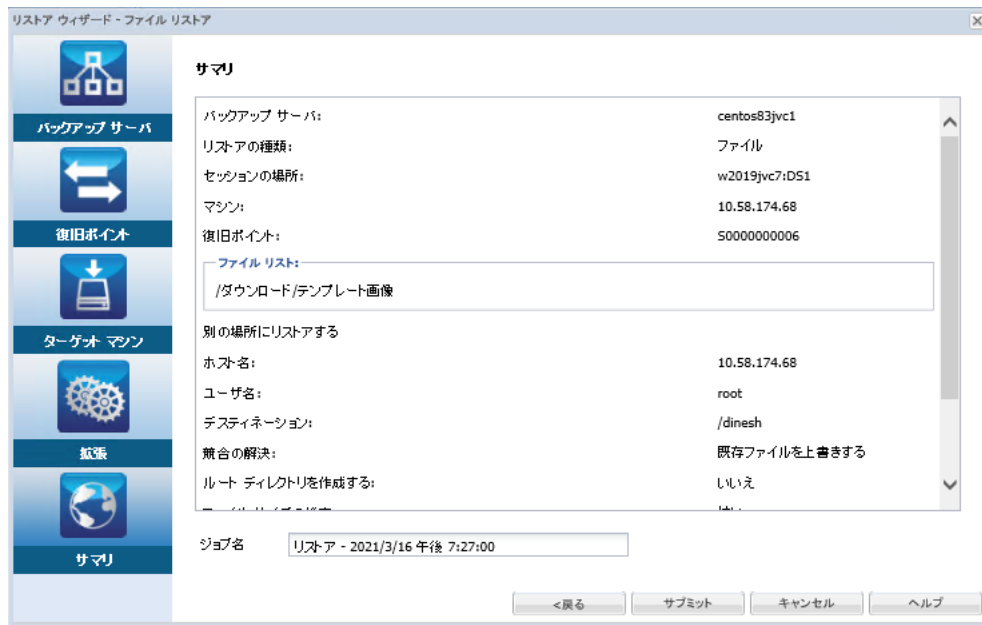 リストア ウィザード - ファイル リストア
バックアップ サーバ
復旧ポイント
ターゲット マシン
拡張
サマリ
サマリ
バックアップ サーバ: centos83jvc1
リストアの種類: ファイル
セッションの場所: w2019jvc7:DS1
マシン: 10.58.174.68
復旧ポイント: S0000000006
ファイル リスト:
/ダウンロード/テンプレート画像
別の場所にリストアする
ホスト名: 10.58.174.68
ユーザ名: root
デスティネーション: /dinesh
競合の解決: 既存ファイルを上書きする
ルート ディレクトリを作成する: いいえ
ジョブ名 リストア - 2021/3/16 午後 7:27:00
<戻る サブミット キャンセル ヘルプ